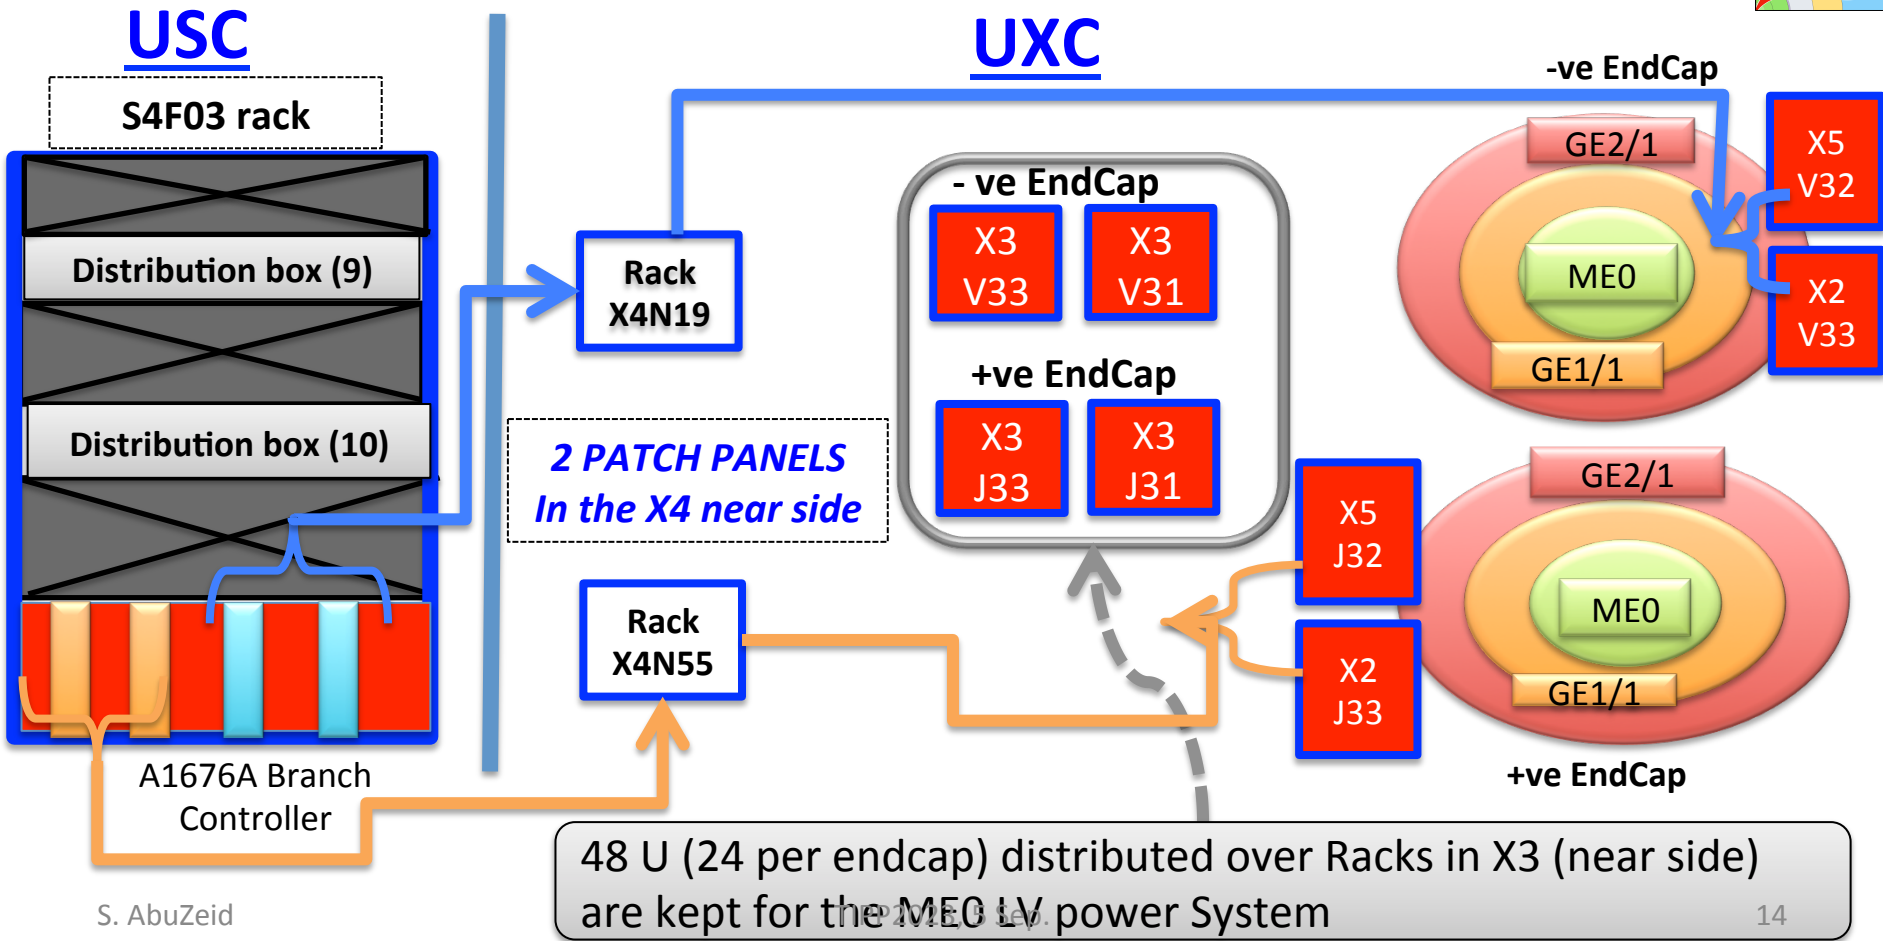 USC
UXC
S4F03 rack
Distribution box (9)
Distribution box (10)
A1676A Branch
Controller
Rack
X4N19
2 PATCH PANELS
In the X4 near side
Rack
X4N55
- ve EndCap
X3
V33
X3
V31
+ve EndCap
X3
J33
X3
J31
-ve EndCap
GE2/1
ME0
GE1/1
X5
V32
X2
V33
X5
J32
X2
J33
GE2/1
ME0
GE1/1
+ve EndCap
48 U (24 per endcap) distributed over Racks in X3 (near side)
are kept for the ME0 LV power System
S. AbuZeid
TIPP2023, 5 Sep.
14